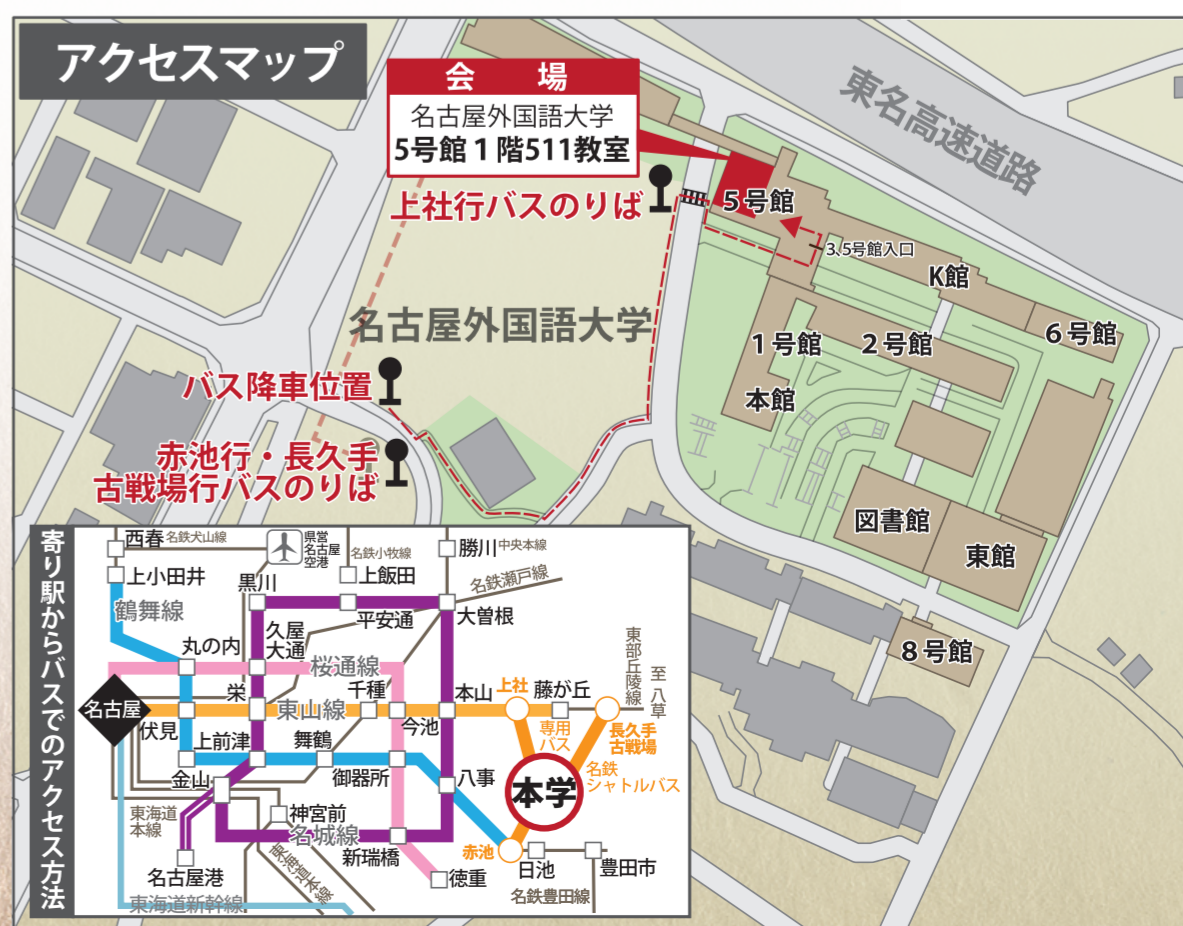 アクセスマップ
会 場
名古屋外国語大学
5号館1階511教室
東名高速道路
上社行バスのりば
5号館
3、5号館入口
K館
6号館
名古屋外国語大学
1号館
2号館
本館
バス降車位置
赤池行・長久手
古戦場行バスのりば
図書館
東館
8号館
寄り駅からバスでのアクセス方法
西春
名鉄犬山線
県営
名古屋
空港
名鉄小牧線
勝川
中央本線
上小田井
黒川
上飯田
名鉄瀬戸線
鶴舞線
平安通
大曽根
丸の内
久屋
大通
桜通線
東部丘陵線
至 八草
名古屋
栄
千種
本山
上社
藤が丘
伏見
東山線
今池
専用
バス
長久手
古戦場
上前津
舞鶴
名鉄
シャトルバス
金山
御器所
八事
本学
東海道
本線
神宮前
名城線
新瑞橋
赤池
日池
豊田市
名古屋港
東海道本線
徳重
名鉄豊田線
東海道新幹線